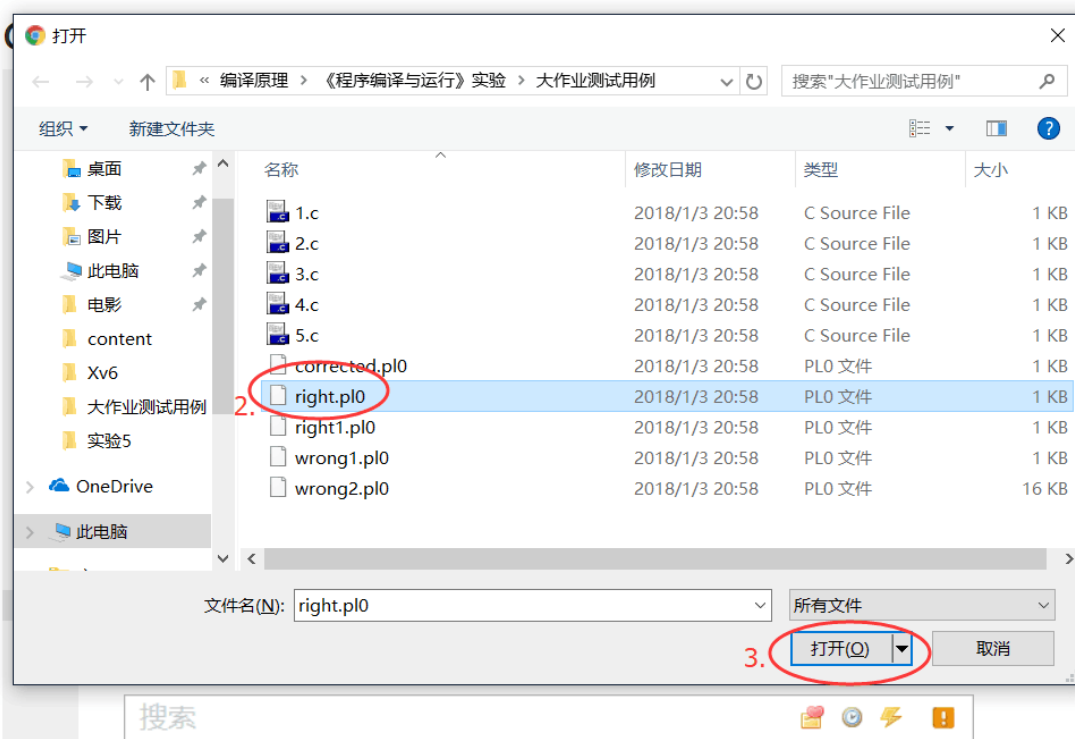 打开
« 编译原理 > 《程序编译与运行》实验 > 大作业测试用例
搜索"大作业测试用例"
组织 新建文件夹
?
桌面
下载
图片
此电脑
电影
content
Xv6
大作业测试用例
实验5
OneDrive
此电脑
名称 修改日期 类型 大小
1.c 2018/1/3 20:58 C Source File 1 KB
2.c 2018/1/3 20:58 C Source File 1 KB
3.c 2018/1/3 20:58 C Source File 1 KB
4.c 2018/1/3 20:58 C Source File 1 KB
5.c 2018/1/3 20:58 C Source File 1 KB
corrected.pl0 2018/1/3 20:58 PL0 文件 1 KB
2. right.pl0 2018/1/3 20:58 PL0 文件 1 KB
right1.pl0 2018/1/3 20:58 PL0 文件 1 KB
wrong1.pl0 2018/1/3 20:58 PL0 文件 1 KB
wrong2.pl0 2018/1/3 20:58 PL0 文件 16 KB
文件名(N): right.pl0 所有文件
3. 打开(O) 取消
搜索